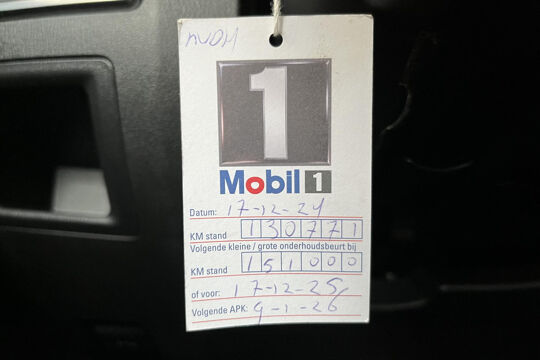 1
Mobil 1
Datum: 17-12-24
KM stand 130771
Volgende kleine / grote onderhoudsbeurt bij
KM stand 151000
of voor: 17-12-25
Volgende APK: 9-1-26